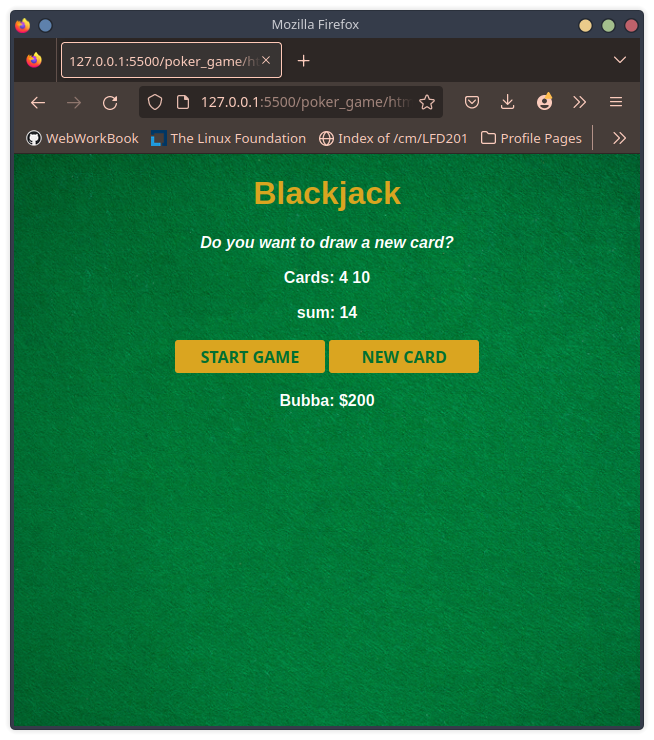 Mozilla Firefox
127.0.0.1:5500/poker_game/ht
127.0.0.1:5500/poker_game/htm
WebWorkBook The Linux Foundation Index of /cm/LFD201 Profile Pages
Blackjack
Do you want to draw a new card?
Cards: 4 10
sum: 14
START GAME NEW CARD
Bubba: $200